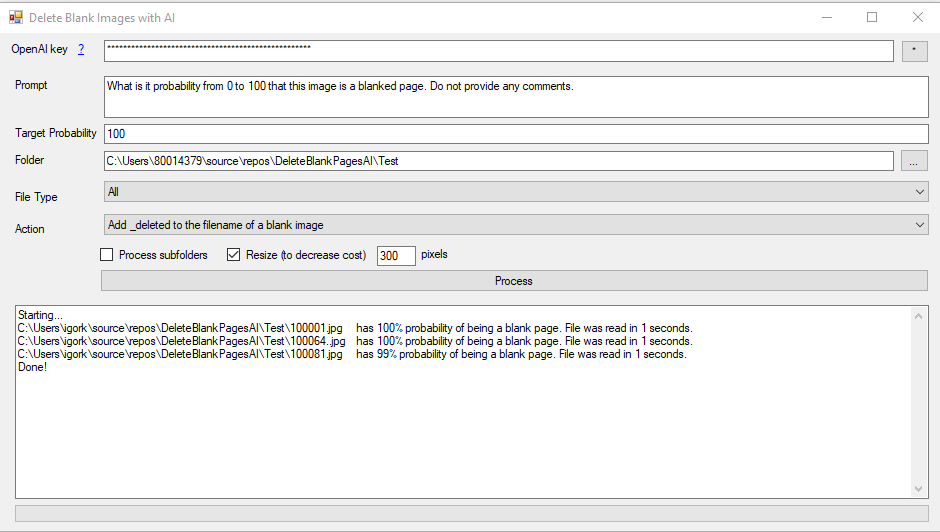 Delete Blank Images with AI
OpenAI key ? *************************************************** *
Prompt What is it probability from 0 to 100 that this image is a blanked page. Do not provide any comments.
Target Probability 100
Folder C:\Users\80014379\source\repos\DeleteBlankPagesAI\Test ...
File Type All
Action Add _deleted to the filename of a blank image
Process subfolders Resize (to decrease cost) 300 pixels
Process
Starting...
C:\Users\igork\source\repos\DeleteBlankPagesAI\Test\100001.jpg has 100% probability of being a blank page. File was read in 1 seconds.
C:\Users\igork\source\repos\DeleteBlankPagesAI\Test\100064..jpg has 100% probability of being a blank page. File was read in 1 seconds.
C:\Users\igork\source\repos\DeleteBlankPagesAI\Test\100081.jpg has 99% probability of being a blank page. File was read in 1 seconds.
Done!